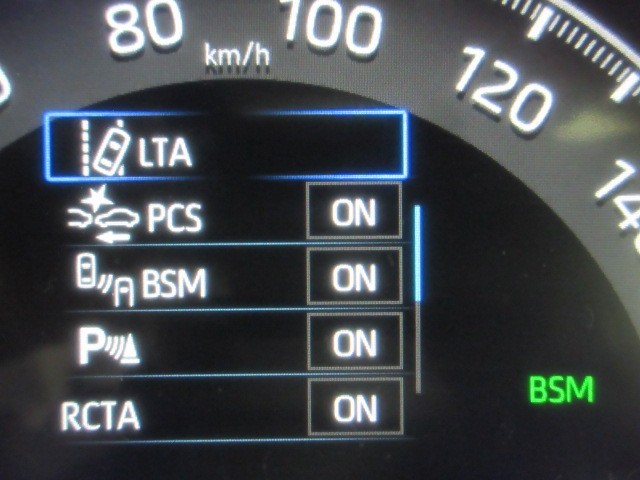 80
100
km/h
120
LTA
PCS ON
BSM ON
P ON
RCTA ON
BSM